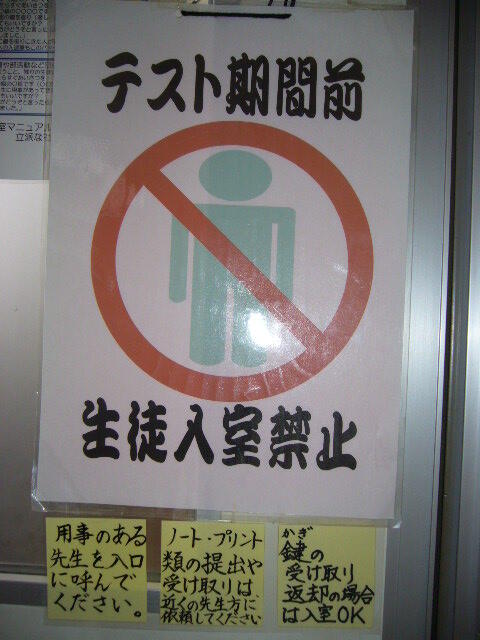 テスト期間前
生徒入室禁止
用事のある
先生を入口
に呼んで
ください。
ノート・プリント
類の提出や
受け取りは、
近くの先生方に
依頼してください
かぎ
鍵の
受け取り
返却の場合
は入室OK